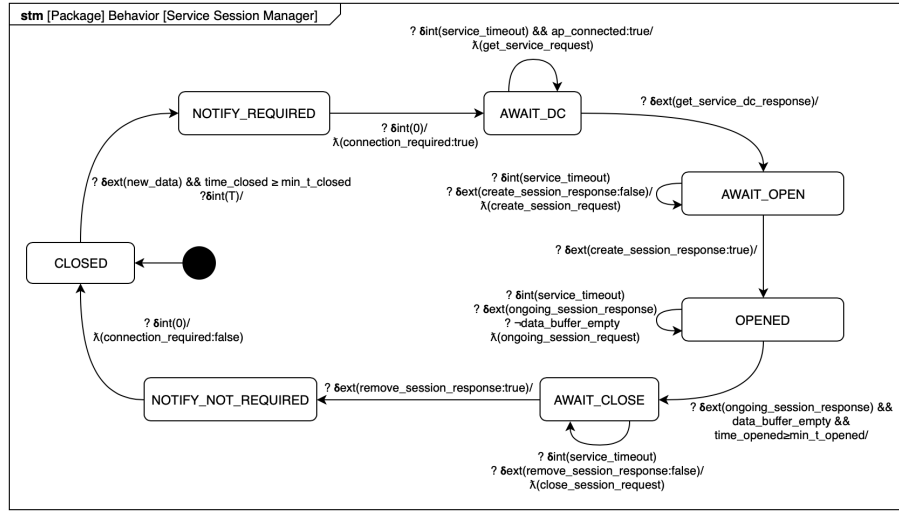 stm [Package] Behavior [Service Session Manager]
? δint(service_timeout) && ap_connected:true/
ƛ(get_service_request)
NOTIFY_REQUIRED
AWAIT_DC
? δext(get_service_dc_response)/
? δint(0)/
ƛ(connection_required:true)
? δext(new_data) && time_closed ≥ min_t_closed
?δint(T)/
? δint(service_timeout)
? δext(create_session_response:false)/
ƛ(create_session_request)
AWAIT_OPEN
? δext(create_session_response:true)/
CLOSED
? δint(0)/
ƛ(connection_required:false)
? δint(service_timeout)
? δext(ongoing_session_response)
? ¬data_buffer_empty
ƛ(ongoing_session_request)
OPENED
NOTIFY_NOT_REQUIRED
? δext(remove_session_response:true)/
AWAIT_CLOSE
? δext(ongoing_session_response) &&
data_buffer_empty &&
time_opened≥min_t_opened/
? δint(service_timeout)
? δext(remove_session_response:false)/
ƛ(close_session_request)